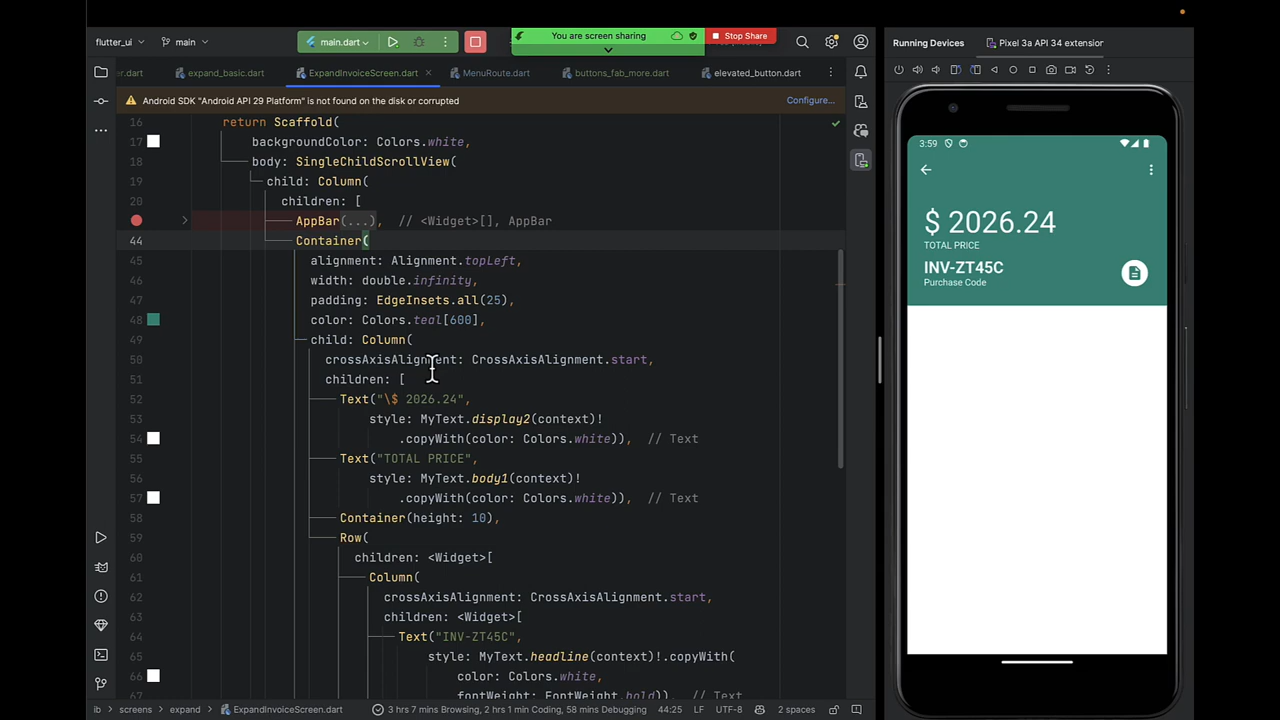 flutter_ui
main
main.dart
You are screen sharing
Stop Share
er.dart
expand_basic.dart
ExpandInvoiceScreen.dart
MenuRoute.dart
buttons_fab_more.dart
elevated_button.dart
Android SDK "Android API 29 Platform" is not found on the disk or corrupted
Configure...
16 return Scaffold(
17 backgroundColor: Colors.white,
18 body: SingleChildScrollView(
19 child: Column(
20 children: [
AppBar(...), // <Widget>[], AppBar
44 Container(
45 alignment: Alignment.topLeft,
46 width: double.infinity,
47 padding: EdgeInsets.all(25),
48 color: Colors.teal[600],
49 child: Column(
50 crossAxisAlignment: CrossAxisAlignment.start,
51 children: [
52 Text("\$ 2026.24",
53 style: MyText.display2(context)!
54 .copyWith(color: Colors.white)), // Text
55 Text("TOTAL PRICE",
56 style: MyText.body1(context)!
57 .copyWith(color: Colors.white)), // Text
58 Container(height: 10),
59 Row(
60 children: <Widget>[
61 Column(
62 crossAxisAlignment: CrossAxisAlignment.start,
63 children: <Widget>[
64 Text("INV-ZT45C",
65 style: MyText.headline(context)!.copyWith(
66 color: Colors.white,
67 fontWeight: FontWeight.bold)), // Text
ib
screens
expand
ExpandInvoiceScreen.dart
3 hrs 7 mins Browsing, 2 hrs 1 min Coding, 58 mins Debugging
44:25
LF
UTF-8
2 spaces
Running Devices
Pixel 3a API 34 extension
3:59
$ 2026.24
TOTAL PRICE
INV-ZT45C
Purchase Code